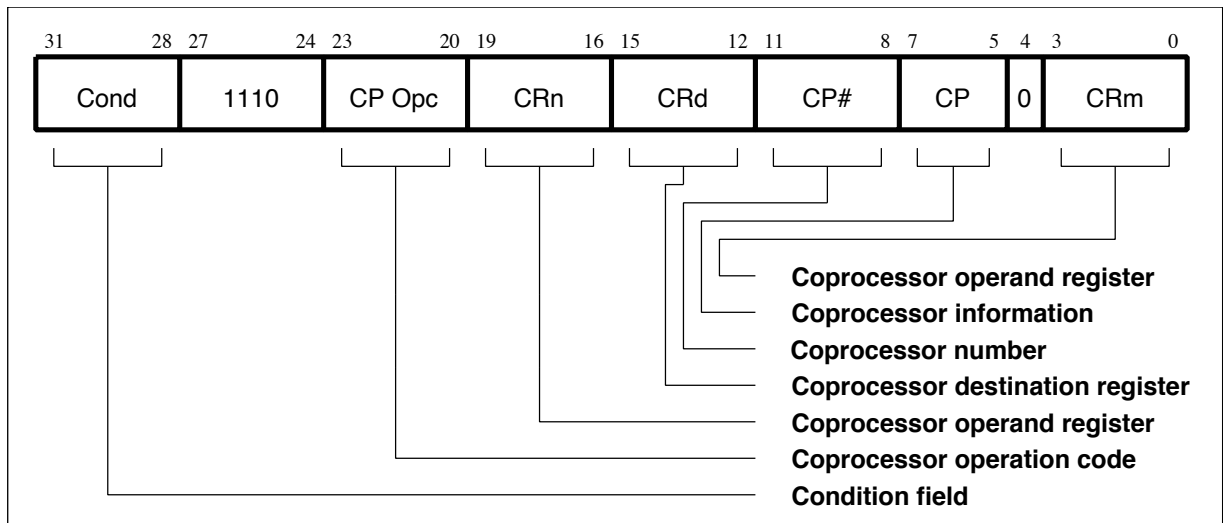 31 28 27 24 23 20 19 16 15 12 11 8 7 5 4 3 0
Cond 1110 CP Opc CRn CRd CP# CP 0 CRm
Coprocessor operand register
Coprocessor information
Coprocessor number
Coprocessor destination register
Coprocessor operand register
Coprocessor operation code
Condition field